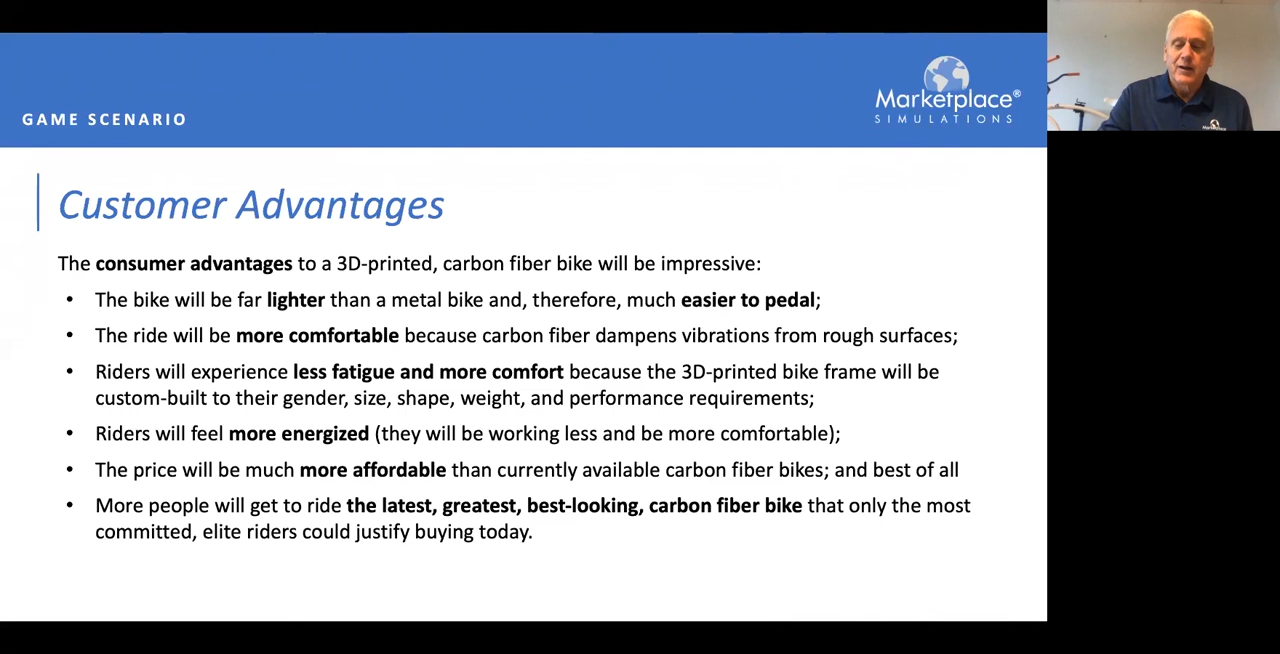 GAME SCENARIO
Marketplace®
SIMULATIONS
Customer Advantages
The consumer advantages to a 3D-printed, carbon fiber bike will be impressive:
• The bike will be far lighter than a metal bike and, therefore, much easier to pedal;
• The ride will be more comfortable because carbon fiber dampens vibrations from rough surfaces;
• Riders will experience less fatigue and more comfort because the 3D-printed bike frame will be
custom-built to their gender, size, shape, weight, and performance requirements;
• Riders will feel more energized (they will be working less and be more comfortable);
• The price will be much more affordable than currently available carbon fiber bikes; and best of all
• More people will get to ride the latest, greatest, best-looking, carbon fiber bike that only the most
committed, elite riders could justify buying today.
Marketplace